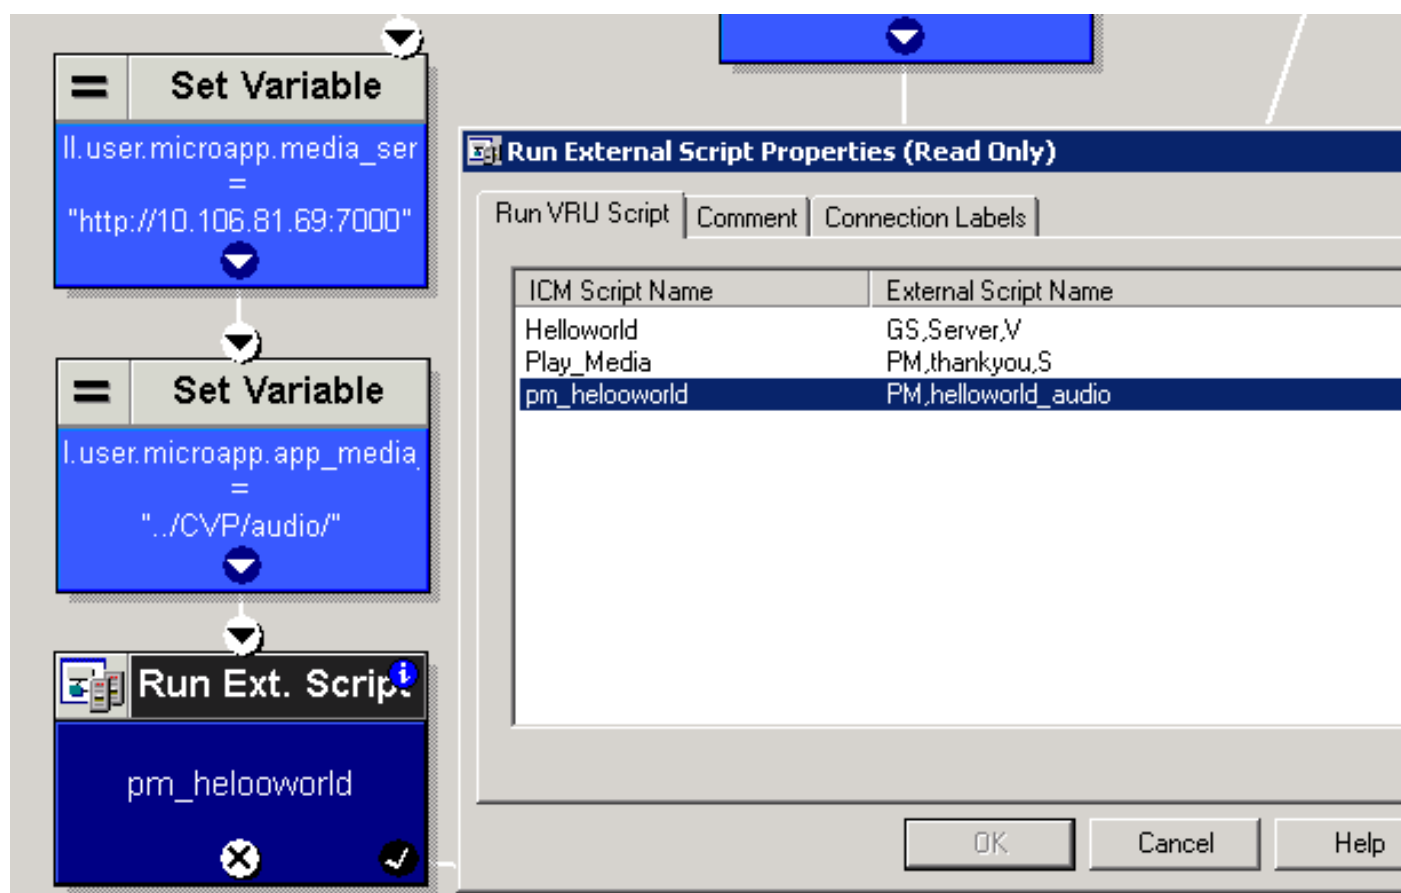 Set Variable
ll.user.microapp.media_ser
=
"http://10.106.81.69:7000"
Set Variable
l.user.microapp.app_media_
=
"../CVP/audio/"
Run Ext. Script
pm_helooworld
Run External Script Properties (Read Only)
Run VRU Script Comment Connection Labels
ICM Script Name External Script Name
Helloworld GS,Server,V
Play_Media PM,thankyou,S
pm_helooworld PM,helloworld_audio
OK Cancel Help